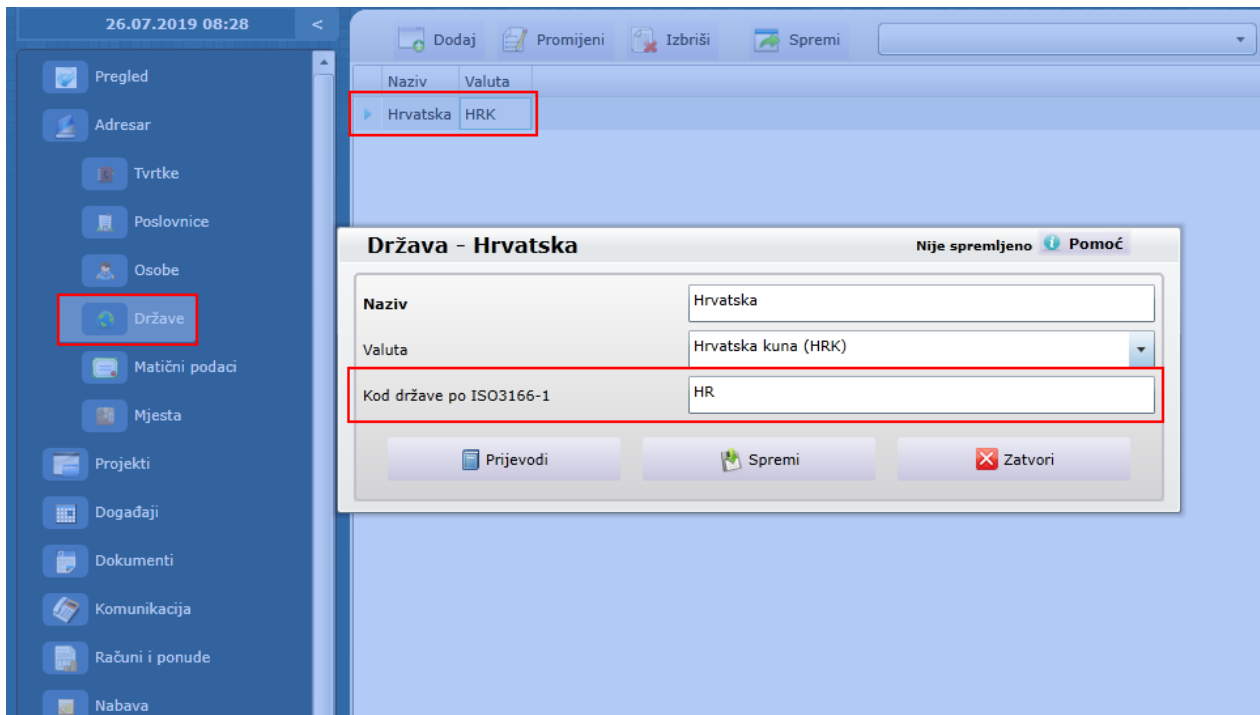 26.07.2019 08:28 <
Dodaj Promijeni Izbriši Spremi
Pregled
Adresar
Tvrtke
Poslovnice
Osobe
Države
Matični podaci
Mjesta
Projekti
Događaji
Dokumenti
Komunikacija
Računi i ponude
Nabava
Naziv Valuta
Hrvatska HRK
Država - Hrvatska Nije spremljeno Pomoć
Naziv Hrvatska
Valuta Hrvatska kuna (HRK)
Kod države po ISO3166-1 HR
Prijevodi Spremi Zatvori